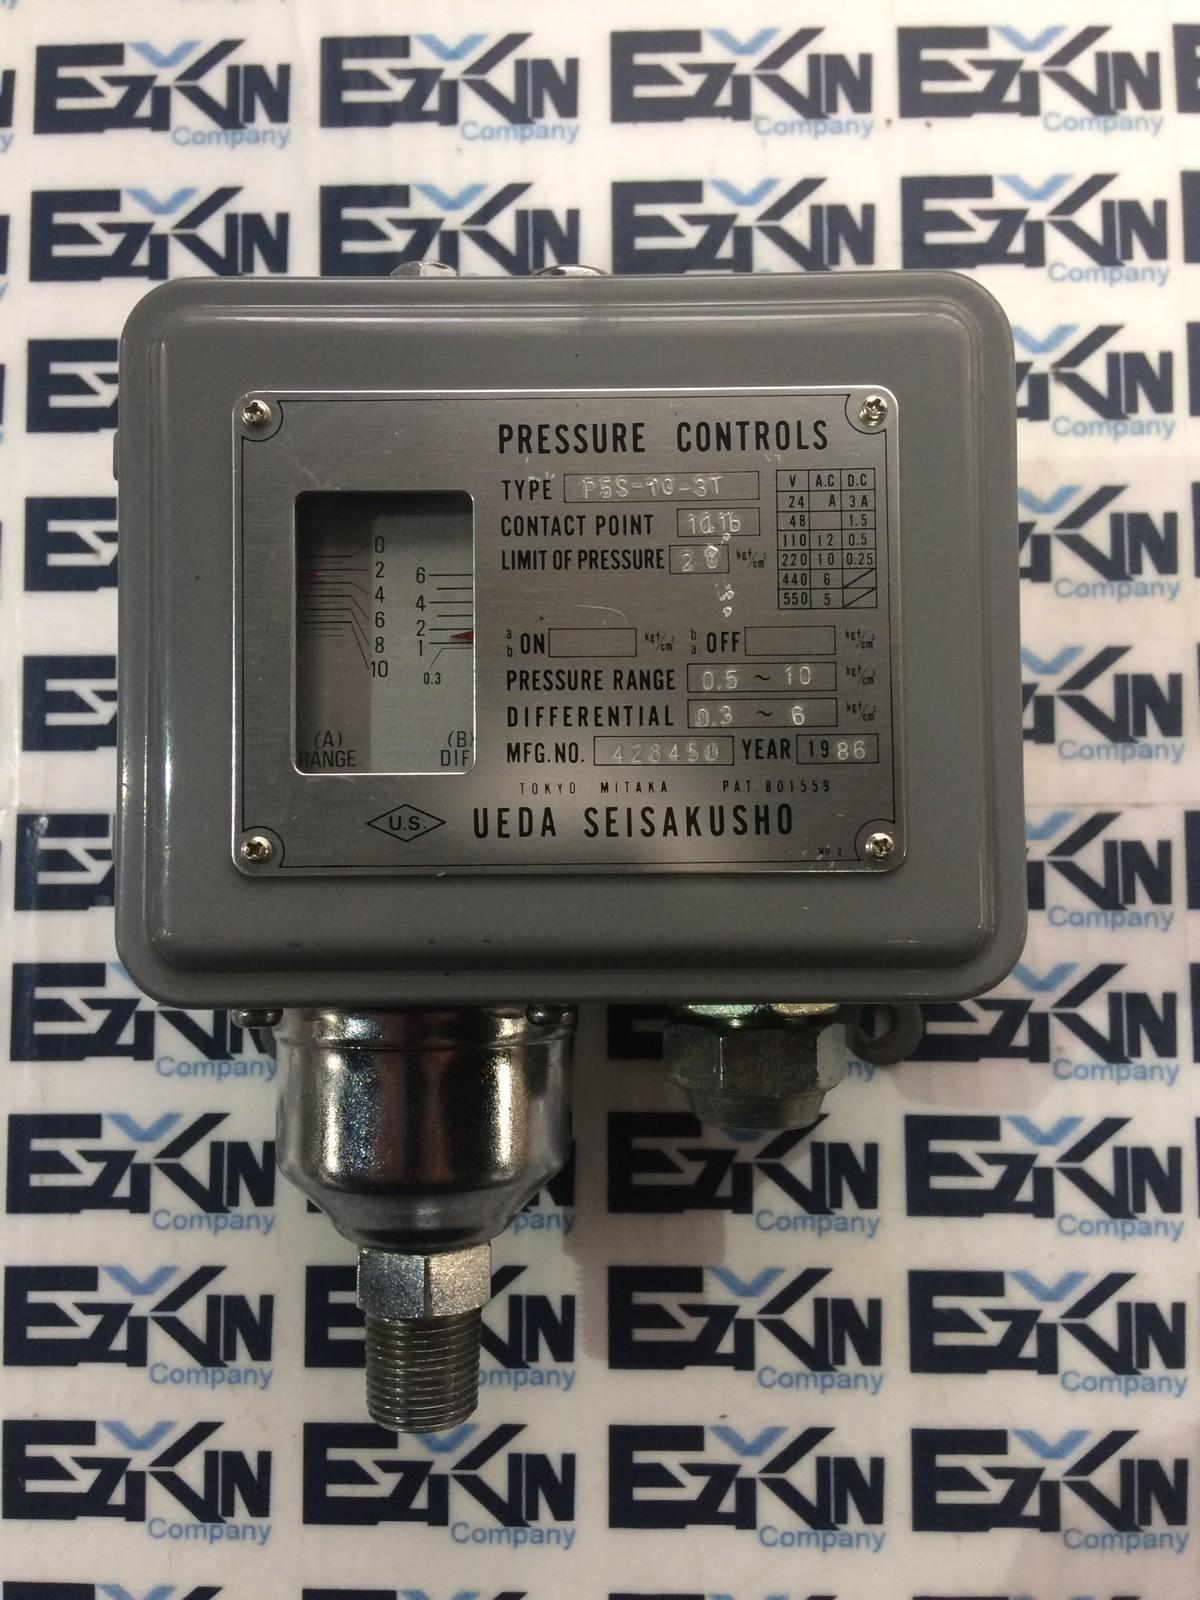 EZiKIN
Company
PRESSURE CONTROLS
TYPE P5S-10-3T
CONTACT POINT 1a1b
LIMIT OF PRESSURE 20 kgf/cm²
V A.C D.C
24 A 3A
48 1.5
110 12 0.5
220 10 0.25
440 6
550 5
a b ON kgf/cm² b a OFF kgf/cm²
PRESSURE RANGE 0.5 ~ 10 kgf/cm²
DIFFERENTIAL 0.3 ~ 6 kgf/cm²
MFG.NO. 428450 YEAR 1986
TOKYO MITAKA PAT. 801559
U.S. UEDA SEISAKUSHO
0
2
4
6
8
10
6
4
2
1
0.3
(A)
RANGE
(B)
DIF